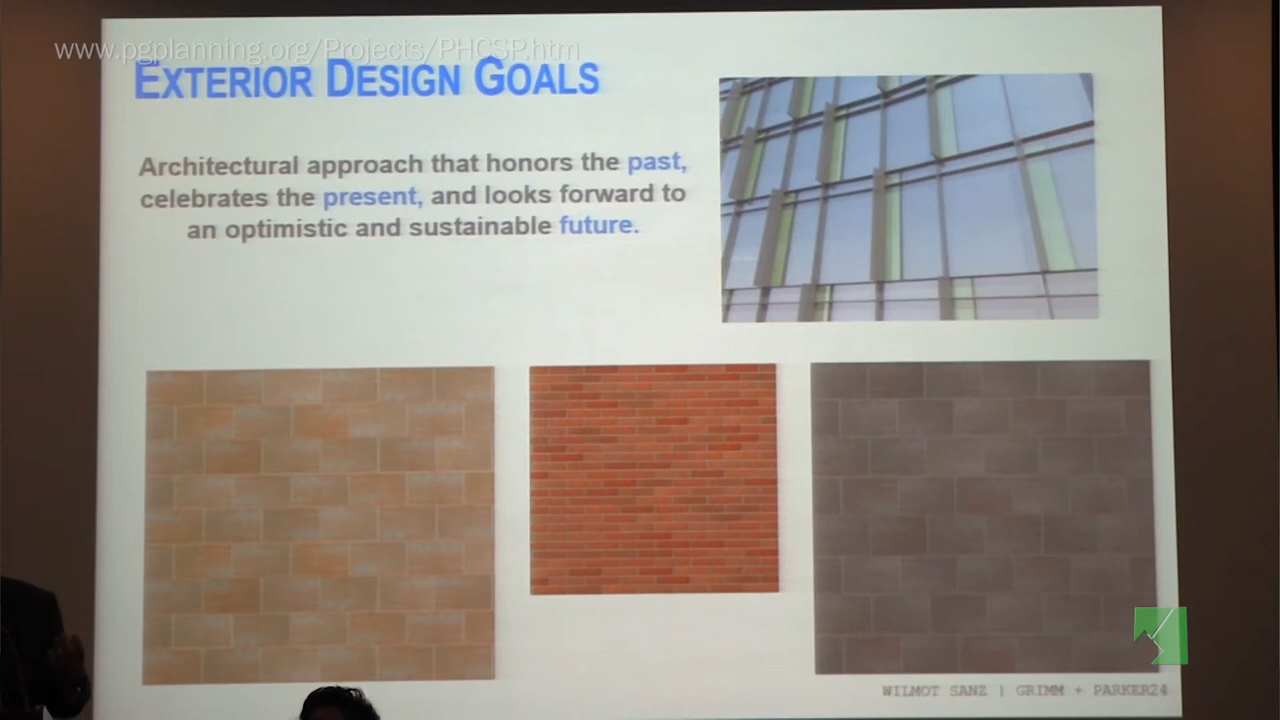 www.pgplanning.org/Projects/PHCSP.htm
EXTERIOR DESIGN GOALS
Architectural approach that honors the past,
celebrates the present, and looks forward to
an optimistic and sustainable future.
WILMOT SANZ | GRIMM + PARKER24